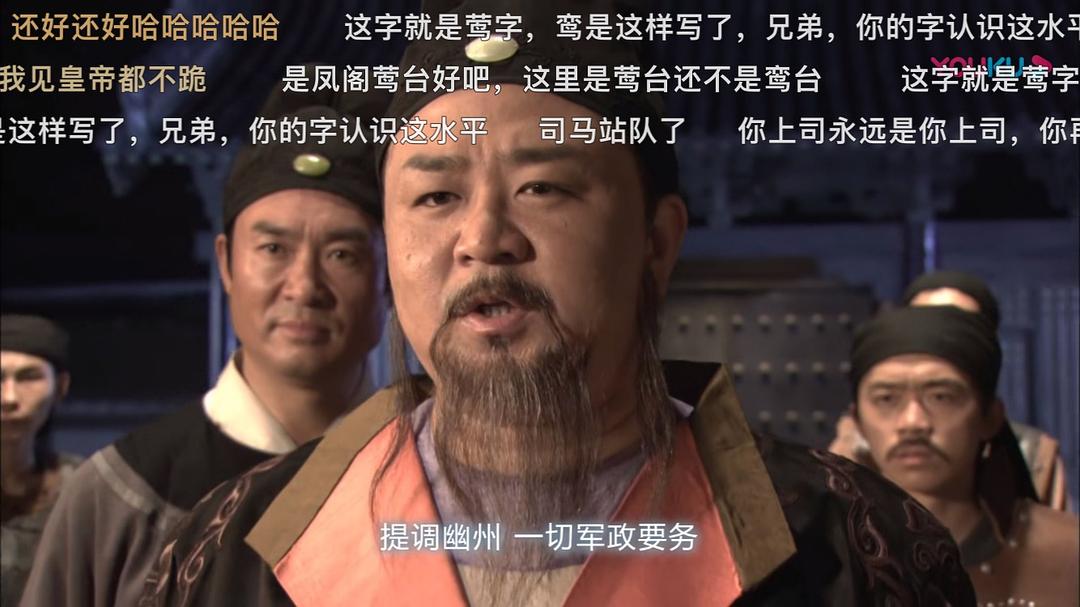 还好还好哈哈哈哈哈 这字就是莺字，鸾是这样写了，兄弟，你的字认识这水平
我见皇帝都不跪 是凤阁莺台好吧，这里是莺台还不是鸾台 这字就是莺字
是这样写了，兄弟，你的字认识这水平 司马站队了 你上司永远是你上司，你再
YOUKU
提调幽州 一切军政要务